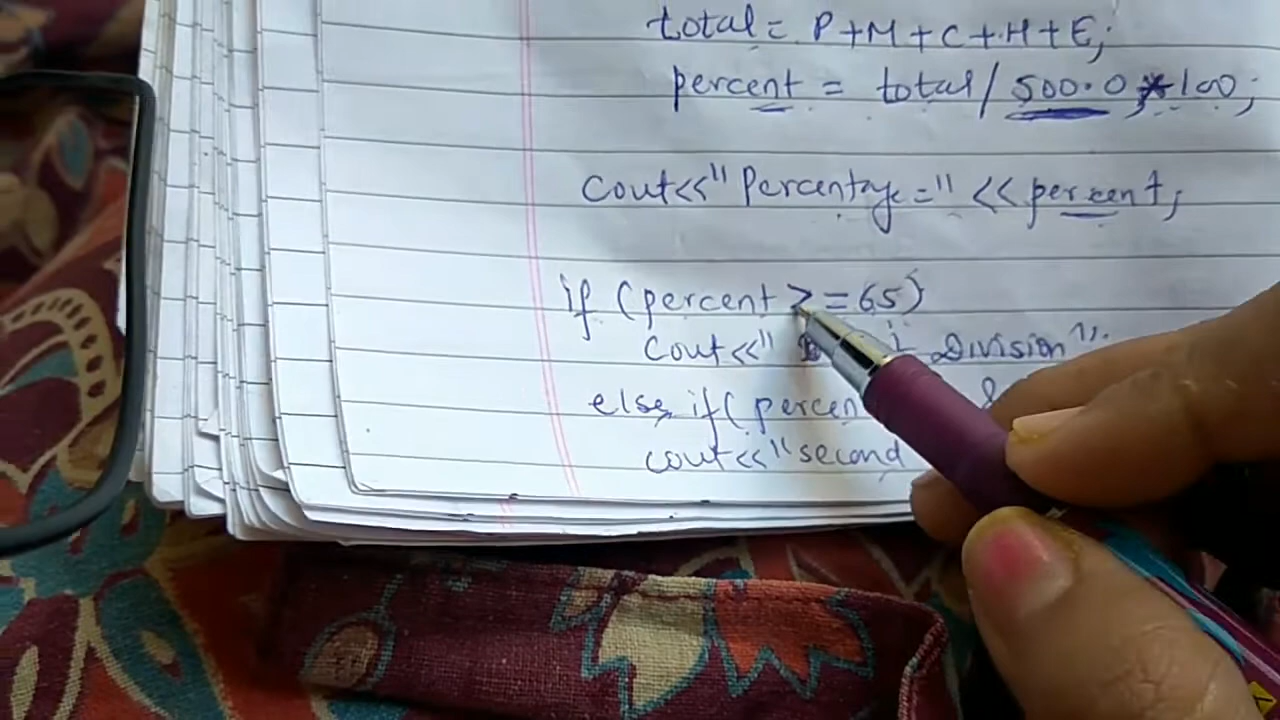 total = P+M+C+H+E;
percent = total/500.0*100;
cout<<"Percentage="<<percent;
if (percent >=65)
cout<<" Division";
else if( percen
cout<<"second